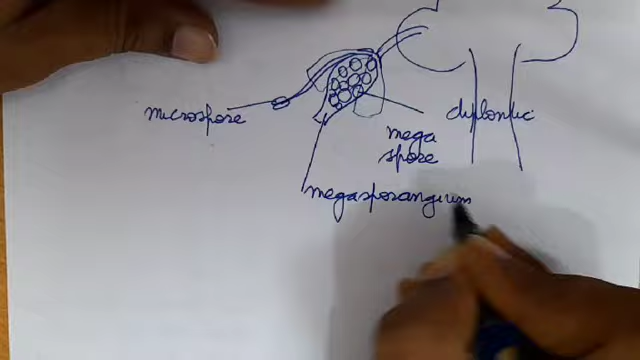 microspore
diplontic
mega
spore
megasporangium